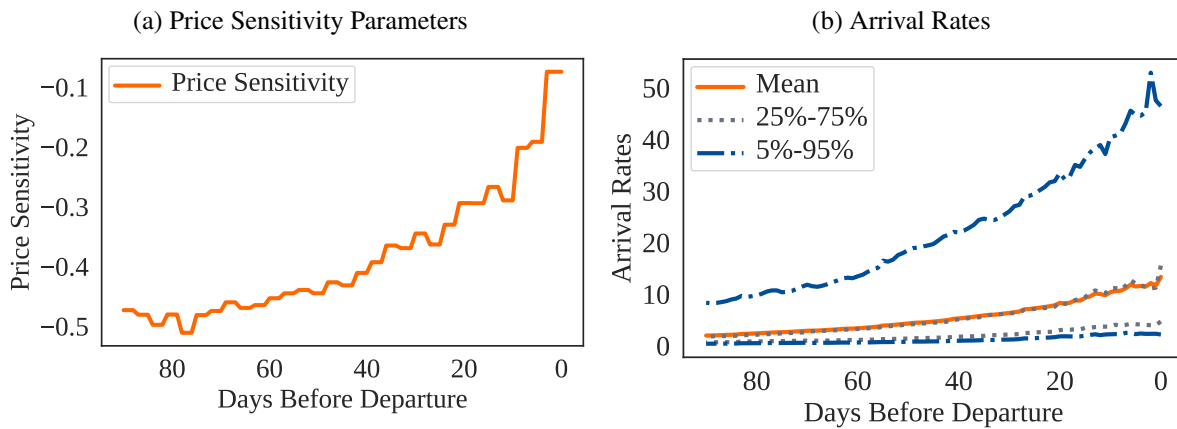 (a) Price Sensitivity Parameters
Price Sensitivity
−0.1
−0.2
−0.3
−0.4
−0.5
Price Sensitivity
80 60 40 20 0
Days Before Departure
(b) Arrival Rates
Mean
25%-75%
5%-95%
50
40
30
20
10
0
Arrival Rates
80 60 40 20 0
Days Before Departure